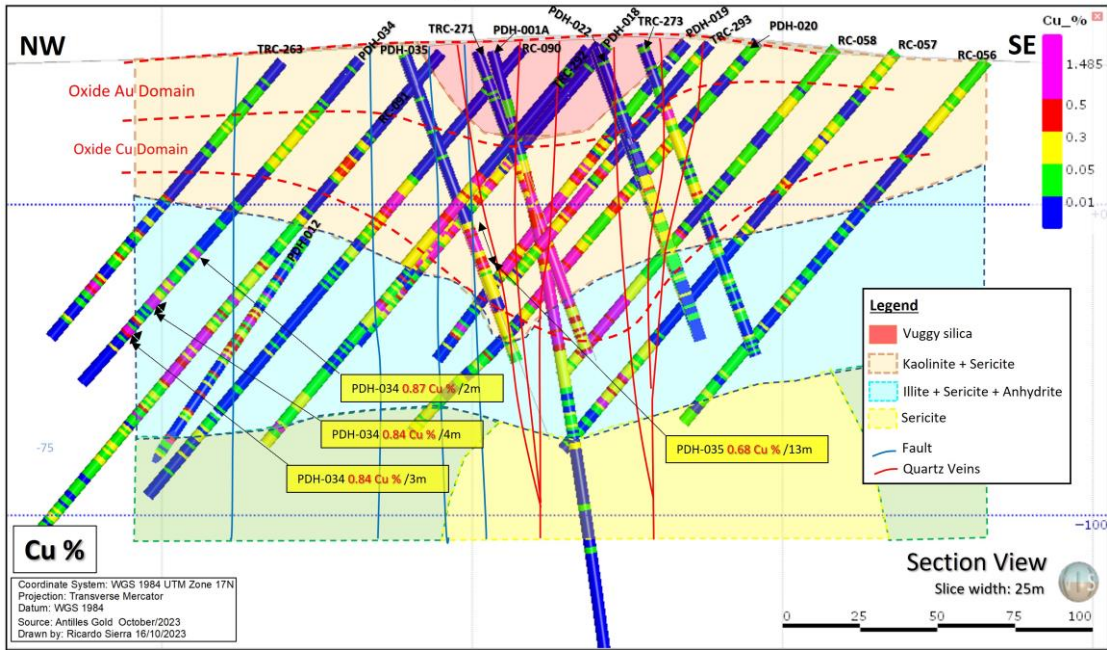 NW
SE
TRC-263
PDH-034
PDH-035
TRC-271
PDH-001A
RC-090
PDH-022
PDH-018
TRC-273
PDH-019
TRC-293
PDH-020
RC-058
RC-057
RC-056
Cu_%
1.485
0.5
0.3
0.05
0.01
Oxide Au Domain
Oxide Cu Domain
PDH-012
+0
-75
-100
PDH-034 0.87 Cu % /2m
PDH-034 0.84 Cu % /4m
PDH-034 0.84 Cu % /3m
PDH-035 0.68 Cu % /13m
Legend
Vuggy silica
Kaolinite + Sericite
Illite + Sericite + Anhydrite
Sericite
Fault
Quartz Veins
Cu %
Coordinate System: WGS 1984 UTM Zone 17N
Projection: Transverse Mercator
Datum: WGS 1984
Source: Antilles Gold October/2023
Drawn by: Ricardo Sierra 16/10/2023
Section View
Slice width: 25m
0 25 50 75 100